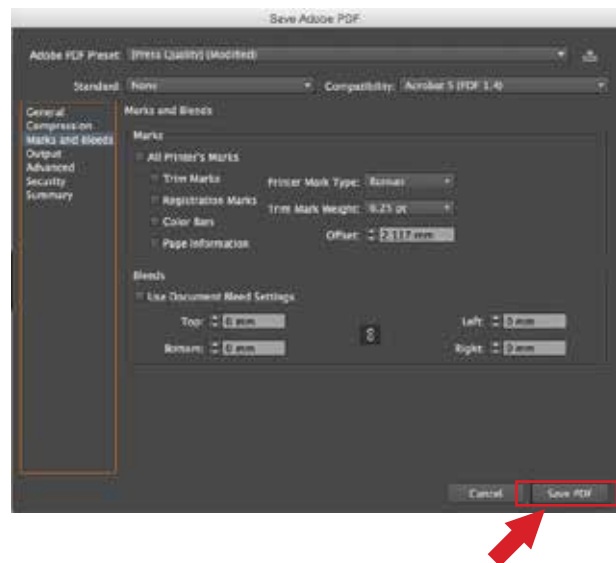 Save Adobe PDF
Adobe PDF Preset: [Press Quality] (Modified)
Standard: None Compatibility: Acrobat 5 (PDF 1.4)
General
Compression
Marks and Bleeds
Output
Advanced
Security
Summary
Marks and Bleeds
Marks
All Printer's Marks
Trim Marks
Registration Marks
Color Bars
Page Information
Printer Mark Type: Roman
Trim Mark Weight: 0.25 pt
Offset: 2.117 mm
Bleeds
Use Document Bleed Settings
Top: 0 mm Left: 0 mm
Bottom: 0 mm Right: 0 mm
Cancel Save PDF